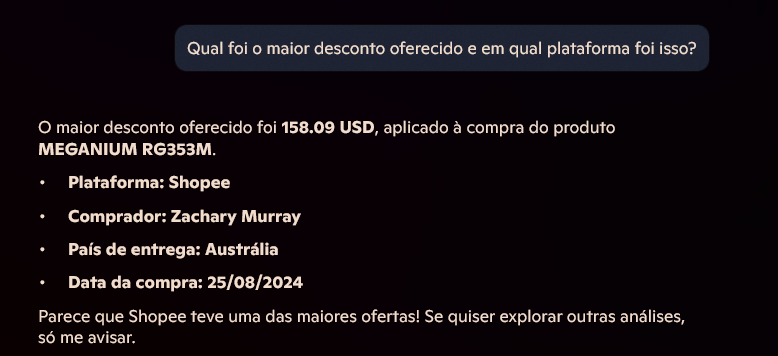 Qual foi o maior desconto oferecido e em qual plataforma foi isso?
O maior desconto oferecido foi 158.09 USD, aplicado à compra do produto
MEGANIUM RG353M.
• Plataforma: Shopee
• Comprador: Zachary Murray
• País de entrega: Austrália
• Data da compra: 25/08/2024
Parece que Shopee teve uma das maiores ofertas! Se quiser explorar outras análises,
só me avisar.